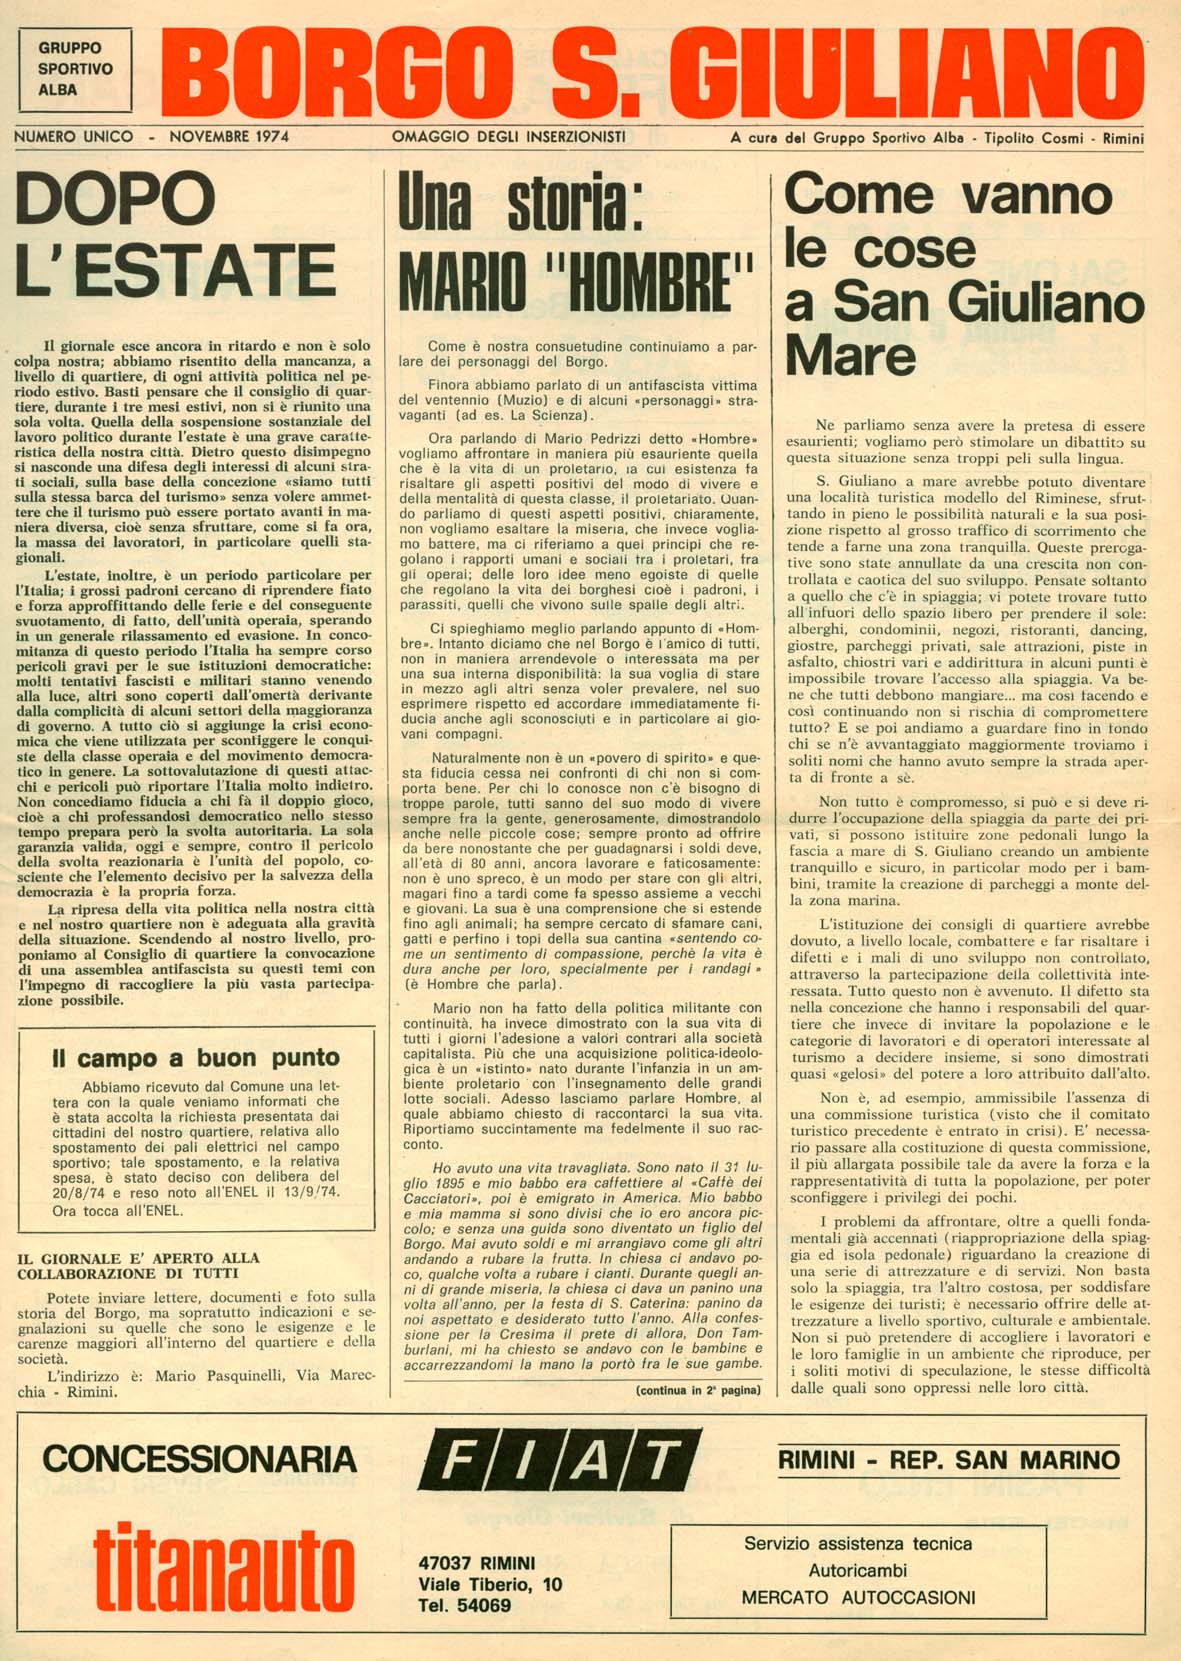 GRUPPO
SPORTIVO
ALBA
BORGO S. GIULIANO
NUMERO UNICO - NOVEMBRE 1974
OMAGGIO DEGLI INSERZIONISTI
A cura del Gruppo Sportivo Alba - Tipolito Cosmi - Rimini
DOPO
L'ESTATE
Il giornale esce ancora in ritardo e non è solo
colpa nostra; abbiamo risentito della mancanza, a
livello di quartiere, di ogni attività politica nel pe-
riodo estivo. Basti pensare che il consiglio di quar-
tiere, durante i tre mesi estivi, non si è riunito una
sola volta. Quella della sospensione sostanziale del
lavoro politico durante l'estate è una grave caratte-
ristica della nostra città. Dietro questo disimpegno
si nasconde una difesa degli interessi di alcuni stra-
ti sociali, sulla base della concezione «siamo tutti
sulla stessa barca del turismo» senza volere ammet-
tere che il turismo può essere portato avanti in ma-
niera diversa, cioè senza sfruttare, come si fa ora,
la massa dei lavoratori, in particolare quelli sta-
gionali.
L'estate, inoltre, è un periodo particolare per
l'Italia; i grossi padroni cercano di riprendere fiato
e forza approffittando delle ferie e del conseguente
svuotamento, di fatto, dell'unità operaia, sperando
in un generale rilassamento ed evasione. In conco-
mitanza di questo periodo l'Italia ha sempre corso
pericoli gravi per le sue istituzioni democratiche:
molti tentativi fascisti e militari stanno venendo
alla luce, altri sono coperti dall'omertà derivante
dalla complicità di alcuni settori della maggioranza
di governo. A tutto ciò si aggiunge la crisi econo-
mica che viene utilizzata per sconfiggere le conqui-
ste della classe operaia e del movimento democra-
tico in genere. La sottovalutazione di questi attac-
chi e pericoli può riportare l'Italia molto indietro.
Non concediamo fiducia a chi fà il doppio gioco,
cioè a chi professandosi democratico nello stesso
tempo prepara però la svolta autoritaria. La sola
garanzia valida, oggi e sempre, contro il pericolo
della svolta reazionaria è l'unità del popolo, co-
sciente che l'elemento decisivo per la salvezza della
democrazia è la propria forza.
La ripresa della vita politica nella nostra città
e nel nostro quartiere non è adeguata alla gravità
della situazione. Scendendo al nostro livello, pro-
poniamo al Consiglio di quartiere la convocazione
di una assemblea antifascista su questi temi con
l'impegno di raccogliere la più vasta partecipa-
zione possibile.
Il campo a buon punto
Abbiamo ricevuto dal Comune una let-
tera con la quale veniamo informati che
è stata accolta la richiesta presentata dai
cittadini del nostro quartiere, relativa allo
spostamento dei pali elettrici nel campo
sportivo; tale spostamento, e la relativa
spesa, è stato deciso con delibera del
20/8/74 e reso noto all'ENEL il 13/9/74.
Ora tocca all'ENEL.
IL GIORNALE E' APERTO ALLA
COLLABORAZIONE DI TUTTI
Potete inviare lettere, documenti e foto sulla
storia del Borgo, ma sopratutto indicazioni e se-
gnalazioni su quelle che sono le esigenze e le
carenze maggiori all'interno del quartiere e della
società.
L'indirizzo è: Mario Pasquinelli, Via Marec-
chia - Rimini.
Una storia:
MARIO "HOMBRE"
Come è nostra consuetudine continuiamo a par-
lare dei personaggi del Borgo.
Finora abbiamo parlato di un antifascista vittima
del ventennio (Muzio) e di alcuni «personaggi» stra-
vaganti (ad es. La Scienza).
Ora parlando di Mario Pedrizzi detto «Hombre»
vogliamo affrontare in maniera più esauriente quella
che è la vita di un proletario, la cui esistenza fa
risaltare gli aspetti positivi del modo di vivere e
della mentalità di questa classe, il proletariato. Quan-
do parliamo di questi aspetti positivi, chiaramente,
non vogliamo esaltare la miseria, che invece voglia-
mo battere, ma ci riferiamo a quei principi che re-
golano i rapporti umani e sociali tra i proletari, fra
gli operai; delle loro idee meno egoiste di quelle
che regolano la vita dei borghesi cioè i padroni, i
parassiti, quelli che vivono sulle spalle degli altri.
Ci spieghiamo meglio parlando appunto di «Hom-
bre». Intanto diciamo che nel Borgo è l'amico di tutti,
non in maniera arrendevole o interessata ma per
una sua interna disponibilità: la sua voglia di stare
in mezzo agli altri senza voler prevalere, nel suo
esprimere rispetto ed accordare immediatamente fi-
ducia anche agli sconosciuti e in particolare ai gio-
vani compagni.
Naturalmente non è un «povero di spirito» e que-
sta fiducia cessa nei confronti di chi non si com-
porta bene. Per chi lo conosce non c'è bisogno di
troppe parole, tutti sanno del suo modo di vivere
sempre fra la gente, generosamente, dimostrandolo
anche nelle piccole cose; sempre pronto ad offrire
da bere nonostante che per guadagnarsi i soldi deve,
all'età di 80 anni, ancora lavorare e faticosamente:
non è uno spreco, è un modo per stare con gli altri,
magari fino a tardi come fa spesso assieme a vecchi
e giovani. La sua è una comprensione che si estende
fino agli animali; ha sempre cercato di sfamare cani,
gatti e perfino i topi della sua cantina «sentendo co-
me un sentimento di compassione, perchè la vita è
dura anche per loro, specialmente per i randagi»
(è Hombre che parla).
Mario non ha fatto della politica militante con
continuità, ha invece dimostrato con la sua vita di
tutti i giorni l'adesione a valori contrari alla società
capitalista. Più che una acquisizione politica-ideolo-
gica è un «istinto» nato durante l'infanzia in un am-
biente proletario con l'insegnamento delle grandi
lotte sociali. Adesso lasciamo parlare Hombre, al
quale abbiamo chiesto di raccontarci la sua vita.
Riportiamo succintamente ma fedelmente il suo rac-
conto.
Ho avuto una vita travagliata. Sono nato il 31 lu-
glio 1895 e mio babbo era caffettiere al «Caffè dei
Cacciatori», poi è emigrato in America. Mio babbo
e mia mamma si sono divisi che io ero ancora pic-
colo; e senza una guida sono diventato un figlio del
Borgo. Mai avuto soldi e mi arrangiavo come gli altri
andando a rubare la frutta. In chiesa ci andavo po-
co, qualche volta a rubare i cianti. Durante quegli an-
ni di grande miseria, la chiesa ci dava un panino una
volta all'anno, per la festa di S. Caterina: panino da
noi aspettato e desiderato tutto l'anno. Alla confes-
sione per la Cresima il prete di allora, Don Tam-
burlani, mi ha chiesto se andavo con le bambine e
accarrezzandomi la mano la portò fra le sue gambe.
(continua in 2ª pagina)
Come vanno
le cose
a San Giuliano
Mare
Ne parliamo senza avere la pretesa di essere
esaurienti; vogliamo però stimolare un dibattito su
questa situazione senza troppi peli sulla lingua.
S. Giuliano a mare avrebbe potuto diventare
una località turistica modello del Riminese, sfrut-
tando in pieno le possibilità naturali e la sua posi-
zione rispetto al grosso traffico di scorrimento che
tende a farne una zona tranquilla. Queste preroga-
tive sono state annullate da una crescita non con-
trollata e caotica del suo sviluppo. Pensate soltanto
a quello che c'è in spiaggia; vi potete trovare tutto
all'infuori dello spazio libero per prendere il sole:
alberghi, condominii, negozi, ristoranti, dancing,
giostre, parcheggi privati, sale attrazioni, piste in
asfalto, chiostri vari e addirittura in alcuni punti è
impossibile trovare l'accesso alla spiaggia. Va be-
ne che tutti debbono mangiare... ma così facendo e
così continuando non si rischia di compromettere
tutto? E se poi andiamo a guardare fino in fondo
chi se n'è avvantaggiato maggiormente troviamo i
soliti nomi che hanno avuto sempre la strada aper-
ta di fronte a sè.
Non tutto è compromesso, si può e si deve ri-
durre l'occupazione della spiaggia da parte dei pri-
vati, si possono istituire zone pedonali lungo la
fascia a mare di S. Giuliano creando un ambiente
tranquillo e sicuro, in particolar modo per i bam-
bini, tramite la creazione di parcheggi a monte del-
la zona marina.
L'istituzione dei consigli di quartiere avrebbe
dovuto, a livello locale, combattere e far risaltare i
difetti e i mali di uno sviluppo non controllato,
attraverso la partecipazione della collettività inte-
ressata. Tutto questo non è avvenuto. Il difetto sta
nella concezione che hanno i responsabili del quar-
tiere che invece di invitare la popolazione e le
categorie di lavoratori e di operatori interessate al
turismo a decidere insieme, si sono dimostrati
quasi «gelosi» del potere a loro attribuito dall'alto.
Non è, ad esempio, ammissibile l'assenza di
una commissione turistica (visto che il comitato
turistico precedente è entrato in crisi). E' necessa-
rio passare alla costituzione di questa commissione,
il più allargata possibile tale da avere la forza e la
rappresentatività di tutta la popolazione, per poter
sconfiggere i privilegi dei pochi.
I problemi da affrontare, oltre a quelli fonda-
mentali già accennati (riappropriazione della spiag-
gia ed isola pedonale) riguardano la creazione di
una serie di attrezzature e di servizi. Non basta
solo la spiaggia, tra l'altro costosa, per soddisfare
le esigenze dei turisti; è necessario offrire delle at-
trezzature a livello sportivo, culturale e ambientale.
Non si può pretendere di accogliere i lavoratori e
le loro famiglie in un ambiente che riproduce, per
i soliti motivi di speculazione, le stesse difficoltà
dalle quali sono oppressi nelle loro città.
CONCESSIONARIA
FIAT
RIMINI - REP. SAN MARINO
titanauto
47037 RIMINI
Viale Tiberio, 10
Tel. 54069
Servizio assistenza tecnica
Autoricambi
MERCATO AUTOCCASIONI